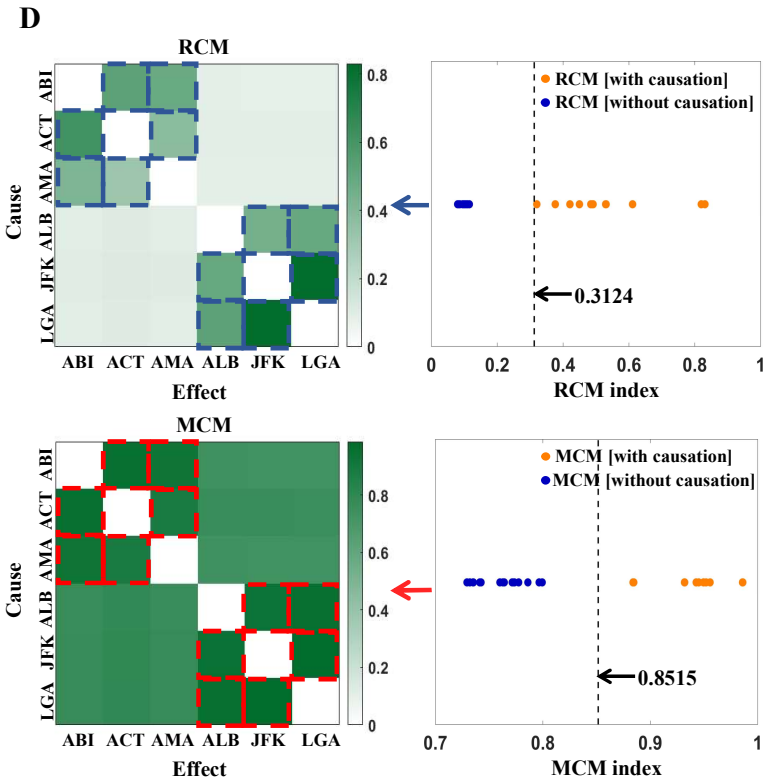 D
RCM
ABI
ACT
AMA
ALB
JFK
LGA
Cause
ABI ACT AMA ALB JFK LGA
Effect
0.8
0.6
0.4
0.2
0
RCM [with causation]
RCM [without causation]
0.3124
0 0.2 0.4 0.6 0.8 1
RCM index
MCM
ABI
ACT
AMA
ALB
JFK
LGA
Cause
ABI ACT AMA ALB JFK LGA
Effect
0.8
0.6
0.4
0.2
0
MCM [with causation]
MCM [without causation]
0.8515
0.7 0.8 0.9 1
MCM index